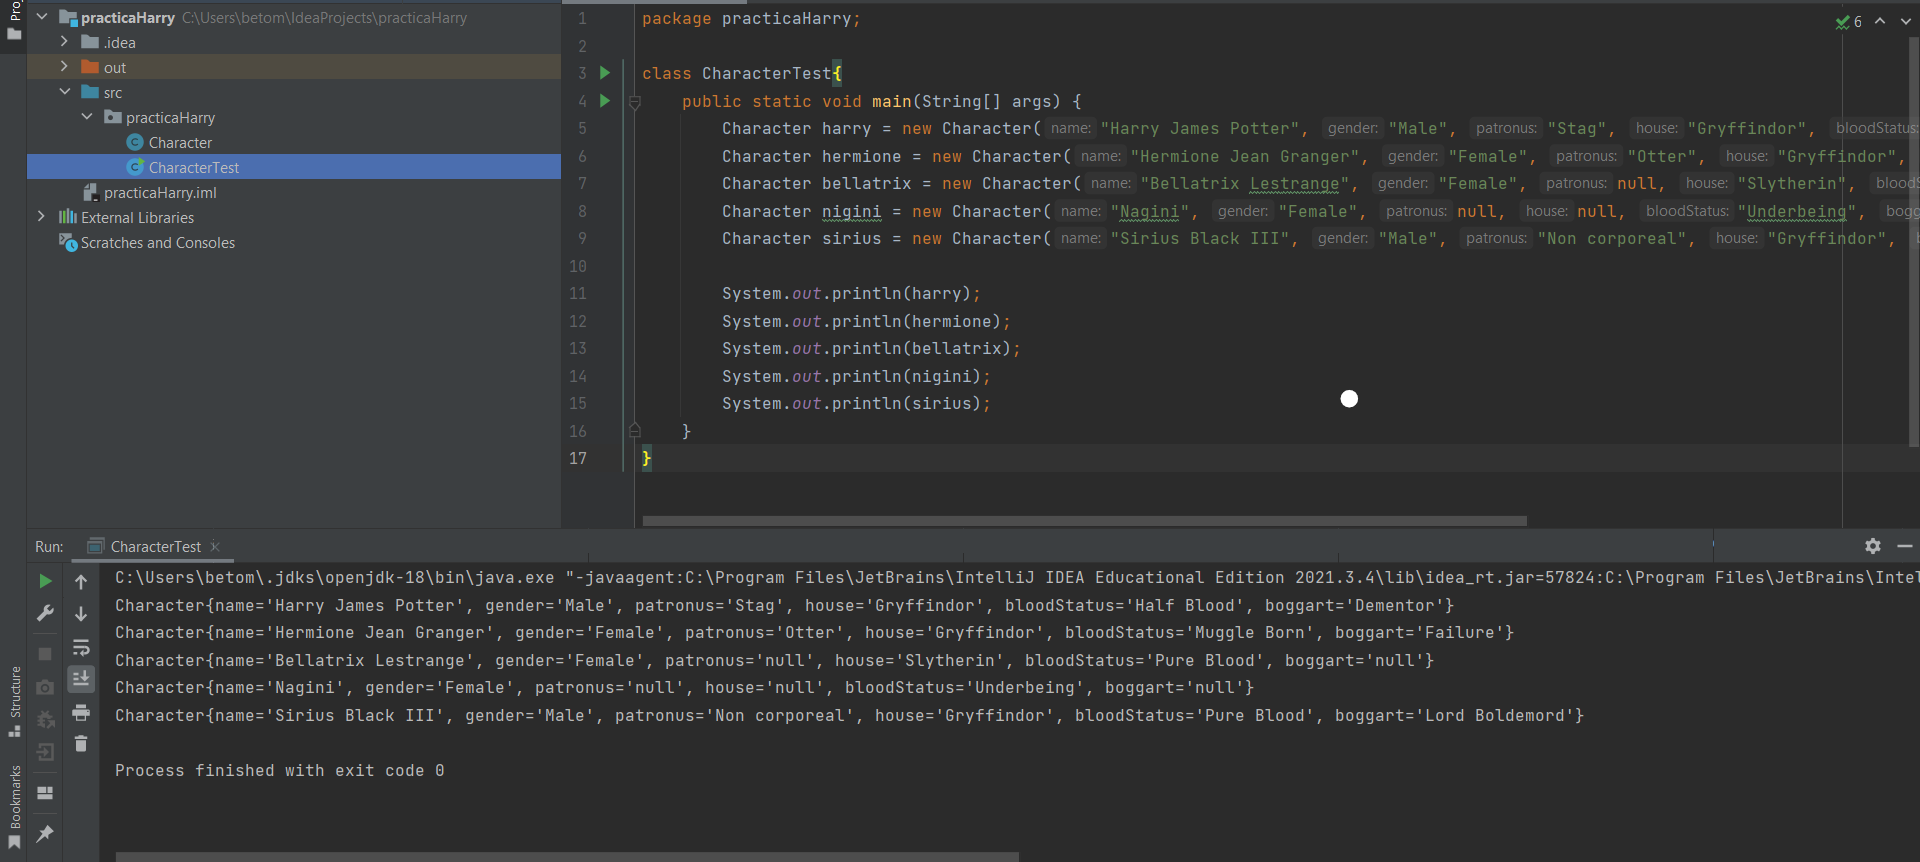 Proj
practicaHarry C:\Users\betom\IdeaProjects\practicaHarry
.idea
out
src
practicaHarry
Character
CharacterTest
practicaHarry.iml
External Libraries
Scratches and Consoles
6
1 package practicaHarry;
2
3 class CharacterTest{
4 public static void main(String[] args) {
5 Character harry = new Character( name: "Harry James Potter", gender: "Male", patronus: "Stag", house: "Gryffindor", bloodStatus:
6 Character hermione = new Character( name: "Hermione Jean Granger", gender: "Female", patronus: "Otter", house: "Gryffindor",
7 Character bellatrix = new Character( name: "Bellatrix Lestrange", gender: "Female", patronus: null, house: "Slytherin", bloodS
8 Character nigini = new Character( name: "Nagini", gender: "Female", patronus: null, house: null, bloodStatus: "Underbeing", bogg
9 Character sirius = new Character( name: "Sirius Black III", gender: "Male", patronus: "Non corporeal", house: "Gryffindor",
10
11 System.out.println(harry);
12 System.out.println(hermione);
13 System.out.println(bellatrix);
14 System.out.println(nigini);
15 System.out.println(sirius);
16 }
17 }
Run: CharacterTest
C:\Users\betom\.jdks\openjdk-18\bin\java.exe "-javaagent:C:\Program Files\JetBrains\IntelliJ IDEA Educational Edition 2021.3.4\lib\idea_rt.jar=57824:C:\Program Files\JetBrains\Intel
Character{name='Harry James Potter', gender='Male', patronus='Stag', house='Gryffindor', bloodStatus='Half Blood', boggart='Dementor'}
Character{name='Hermione Jean Granger', gender='Female', patronus='Otter', house='Gryffindor', bloodStatus='Muggle Born', boggart='Failure'}
Character{name='Bellatrix Lestrange', gender='Female', patronus='null', house='Slytherin', bloodStatus='Pure Blood', boggart='null'}
Character{name='Nagini', gender='Female', patronus='null', house='null', bloodStatus='Underbeing', boggart='null'}
Character{name='Sirius Black III', gender='Male', patronus='Non corporeal', house='Gryffindor', bloodStatus='Pure Blood', boggart='Lord Boldemord'}
Process finished with exit code 0
Structure
Bookmarks